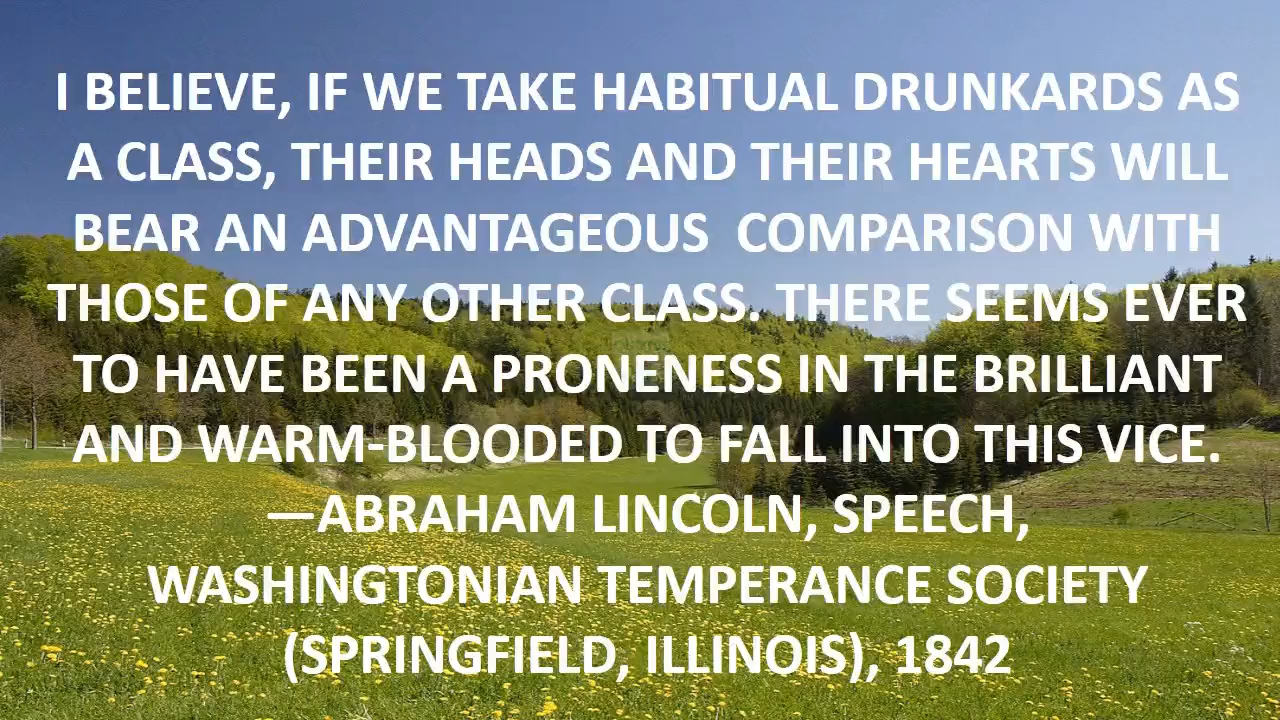 I BELIEVE, IF WE TAKE HABITUAL DRUNKARDS AS
A CLASS, THEIR HEADS AND THEIR HEARTS WILL
BEAR AN ADVANTAGEOUS  COMPARISON WITH
THOSE OF ANY OTHER CLASS. THERE SEEMS EVER
TO HAVE BEEN A PRONENESS IN THE BRILLIANT
AND WARM-BLOODED TO FALL INTO THIS VICE.
—ABRAHAM LINCOLN, SPEECH,
WASHINGTONIAN TEMPERANCE SOCIETY
(SPRINGFIELD, ILLINOIS), 1842